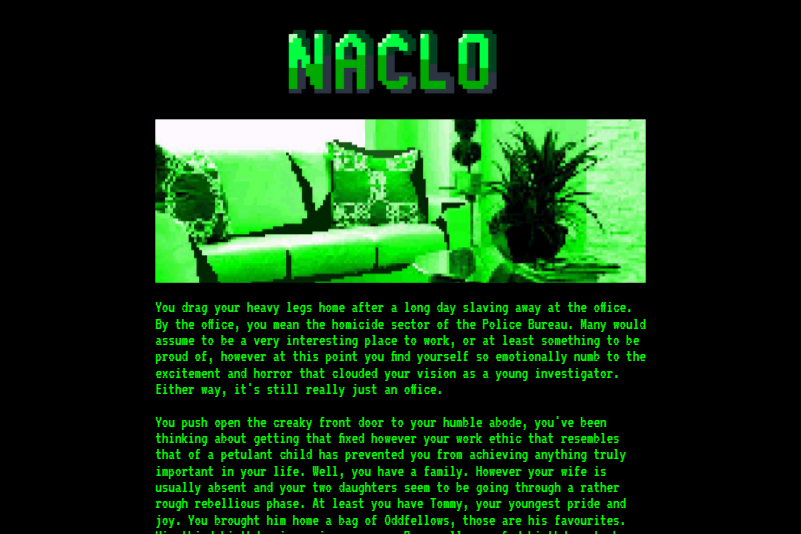 NACLO
You drag your heavy legs home after a long day slaving away at the office.
By the office, you mean the homicide sector of the Police Bureau. Many would
assume to be a very interesting place to work, or at least something to be
proud of, however at this point you find yourself so emotionally numb to the
excitement and horror that clouded your vision as a young investigator.
Either way, it's still really just an office.
You push open the creaky front door to your humble abode, you've been
thinking about getting that fixed however your work ethic that resembles
that of a petulant child has prevented you from achieving anything truly
important in your life. Well, you have a family. However your wife is
usually absent and your two daughters seem to be going through a rather
rough rebellious phase. At least you have Tommy, your youngest pride and
joy. You brought him home a bag of Oddfellows, those are his favourites.